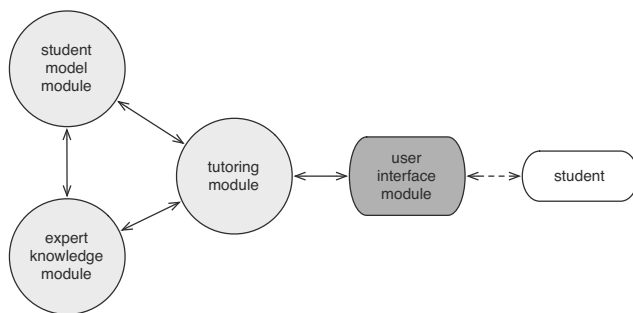 student
model
module
expert
knowledge
module
tutoring
module
user
interface
module
student